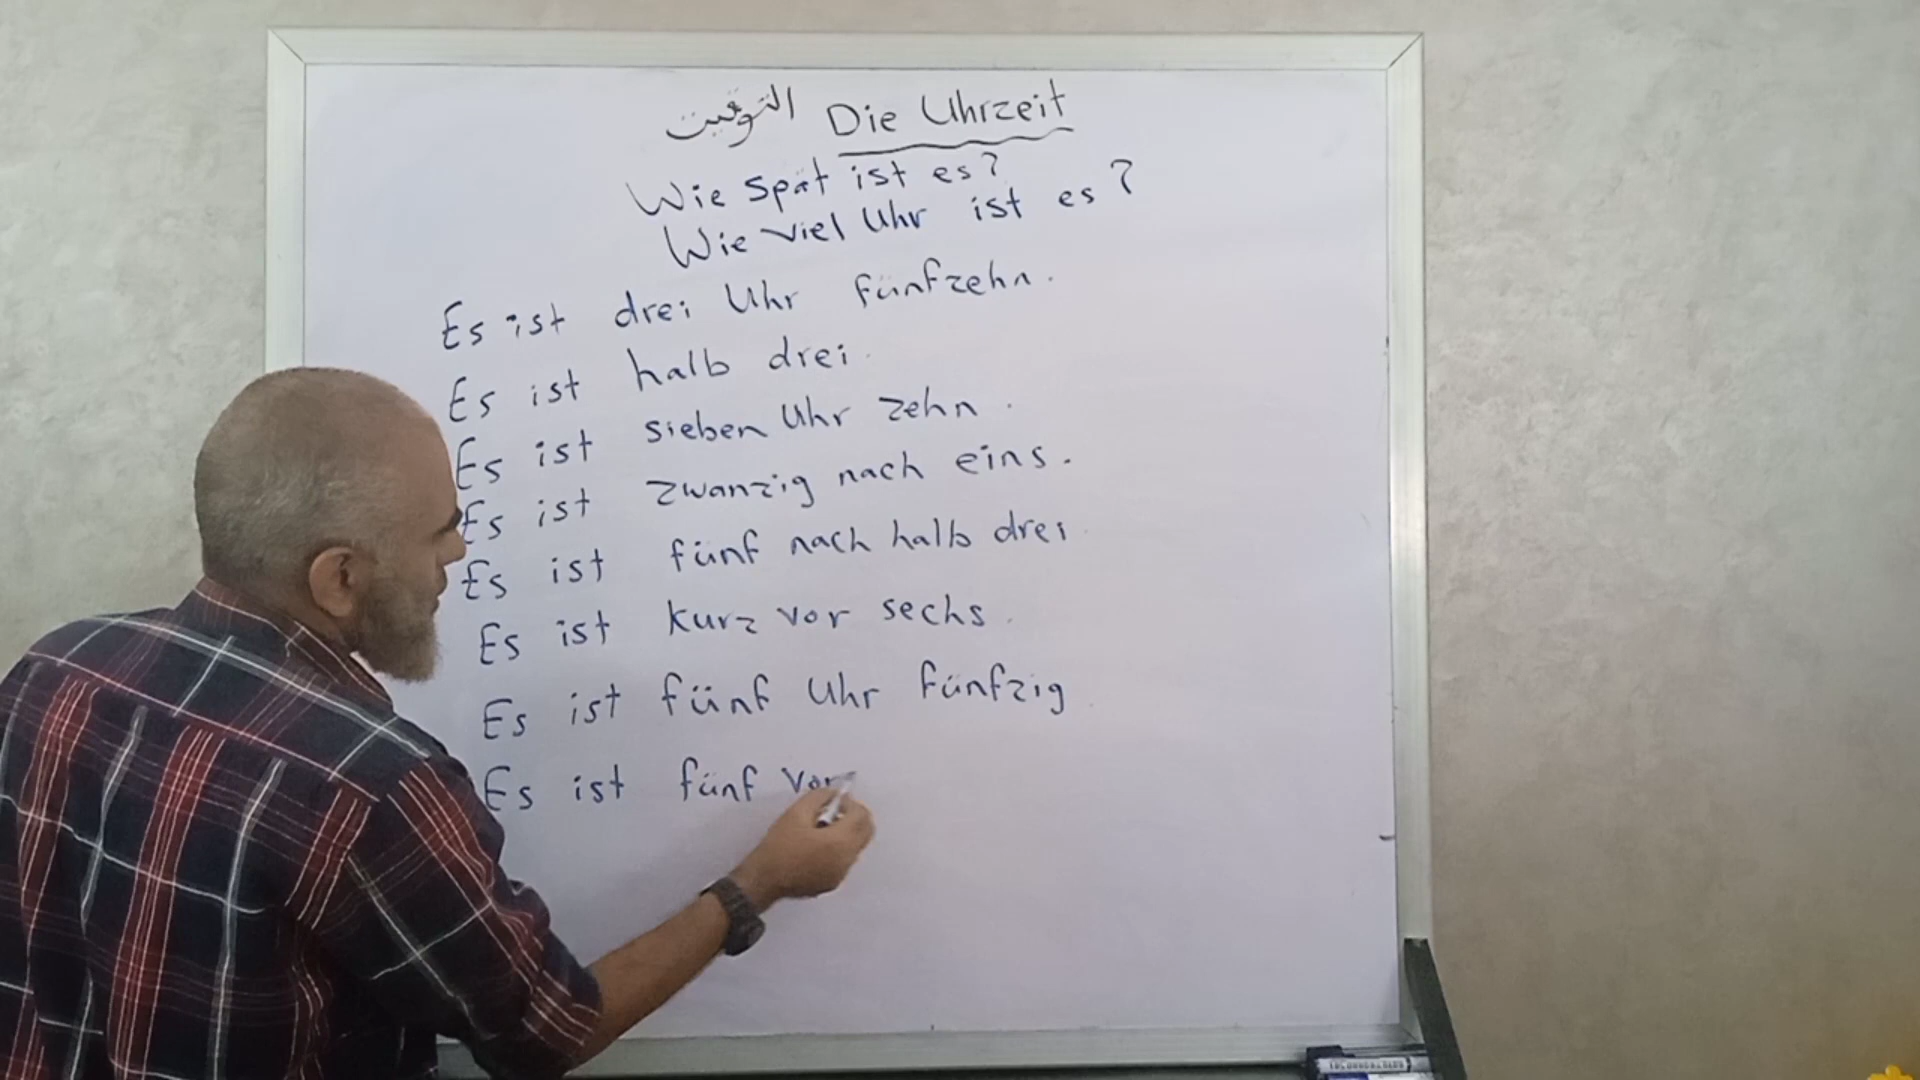 التوقيت Die Uhrzeit
Wie spät ist es?
Wie viel Uhr ist es?
Es ist drei Uhr fünfzehn.
Es ist halb drei.
Es ist sieben Uhr zehn.
Es ist zwanzig nach eins.
Es ist fünf nach halb drei
Es ist kurz vor sechs.
Es ist fünf Uhr fünfzig
Es ist fünf vor